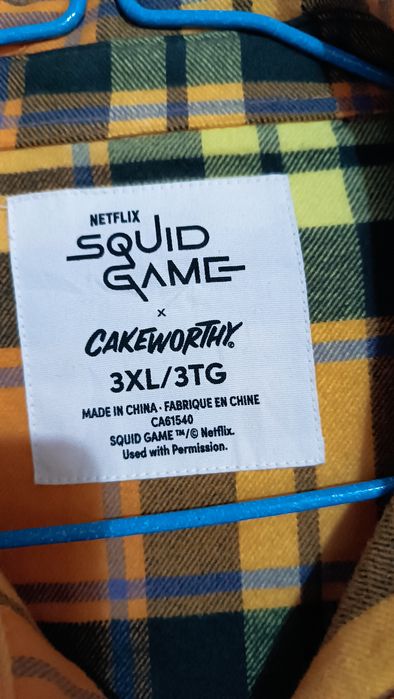 NETFLIX
SQUID
GAME
x
CAKEWORTHY®
3XL/3TG
MADE IN CHINA · FABRIQUE EN CHINE
CA61540
SQUID GAME ™/© Netflix.
Used with Permission.